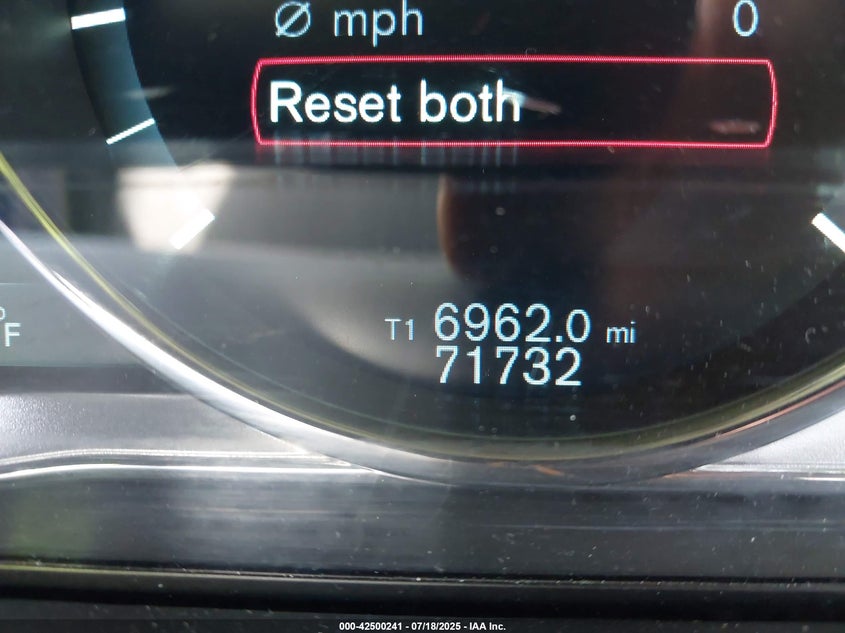 Ø mph 0
Reset both
T1 6962.0 mi
71732
°F
000-42500241 - 07/18/2025 - IAA Inc.